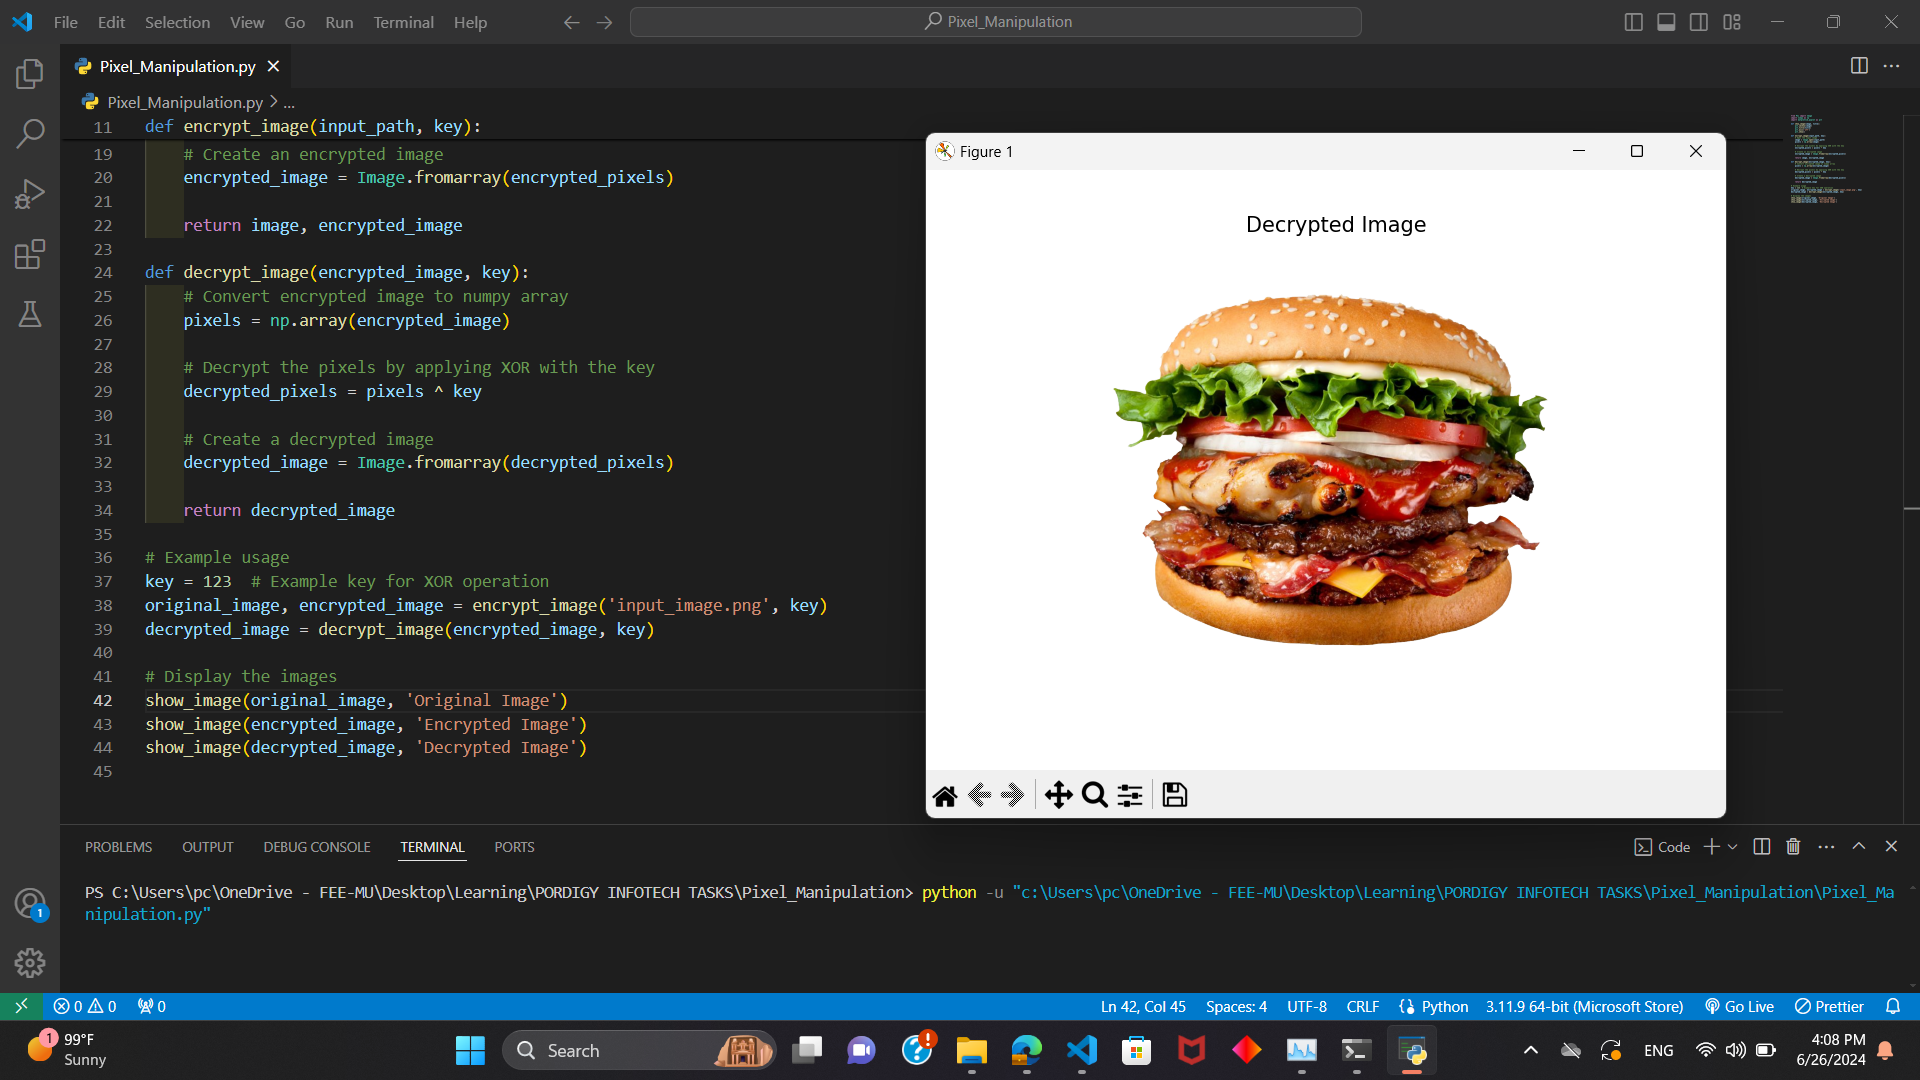 File Edit Selection View Go Run Terminal Help
Pixel_Manipulation
Pixel_Manipulation.py
Pixel_Manipulation.py > ...
11 def encrypt_image(input_path, key):
19 # Create an encrypted image
20 encrypted_image = Image.fromarray(encrypted_pixels)
21
22 return image, encrypted_image
23
24 def decrypt_image(encrypted_image, key):
25 # Convert encrypted image to numpy array
26 pixels = np.array(encrypted_image)
27
28 # Decrypt the pixels by applying XOR with the key
29 decrypted_pixels = pixels ^ key
30
31 # Create a decrypted image
32 decrypted_image = Image.fromarray(decrypted_pixels)
33
34 return decrypted_image
35
36 # Example usage
37 key = 123  # Example key for XOR operation
38 original_image, encrypted_image = encrypt_image('input_image.png', key)
39 decrypted_image = decrypt_image(encrypted_image, key)
40
41 # Display the images
42 show_image(original_image, 'Original Image')
43 show_image(encrypted_image, 'Encrypted Image')
44 show_image(decrypted_image, 'Decrypted Image')
45
Figure 1
Decrypted Image
PROBLEMS OUTPUT DEBUG CONSOLE TERMINAL PORTS
Code
PS C:\Users\pc\OneDrive - FEE-MU\Desktop\Learning\PORDIGY INFOTECH TASKS\Pixel_Manipulation> python -u "c:\Users\pc\OneDrive - FEE-MU\Desktop\Learning\PORDIGY INFOTECH TASKS\Pixel_Manipulation\Pixel_Ma
nipulation.py"
1
0 0 0
Ln 42, Col 45 Spaces: 4 UTF-8 CRLF Python 3.11.9 64-bit (Microsoft Store) Go Live Prettier
1
99°F
Sunny
Search
ENG
4:08 PM
6/26/2024